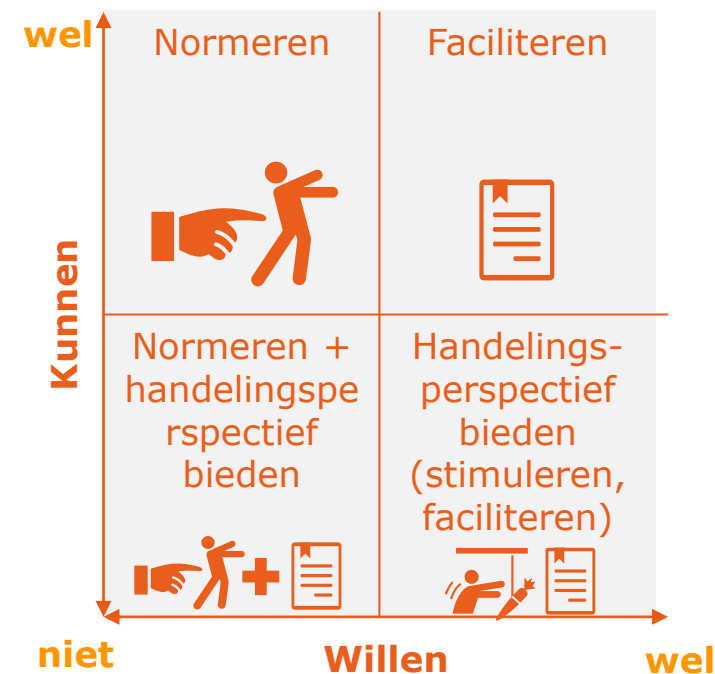 wel
Normeren
Faciliteren
Kunnen
Normeren +
handelingspe
rspectief
bieden
Handelings-
perspectief
bieden
(stimuleren,
faciliteren)
niet
Willen
wel